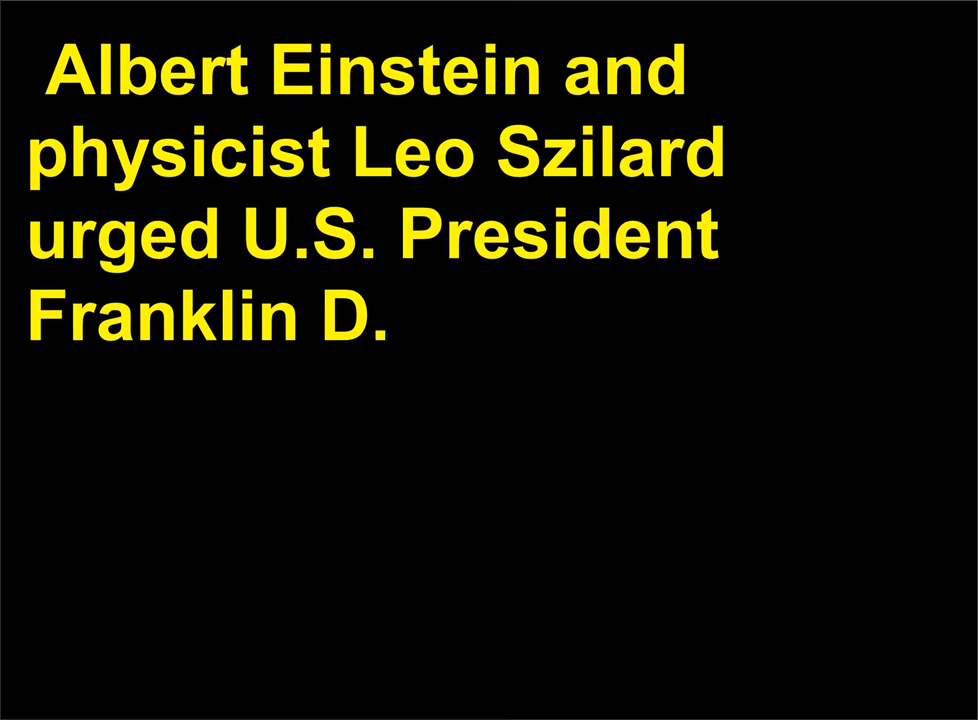 Albert Einstein and
physicist Leo Szilard
urged U.S. President
Franklin D.